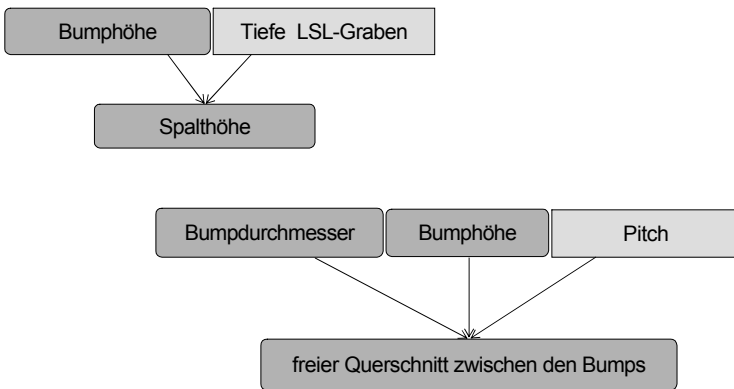 Bumphöhe
Tiefe LSL-Graben
Spalthöhe
Bumpdurchmesser
Bumphöhe
Pitch
freier Querschnitt zwischen den Bumps